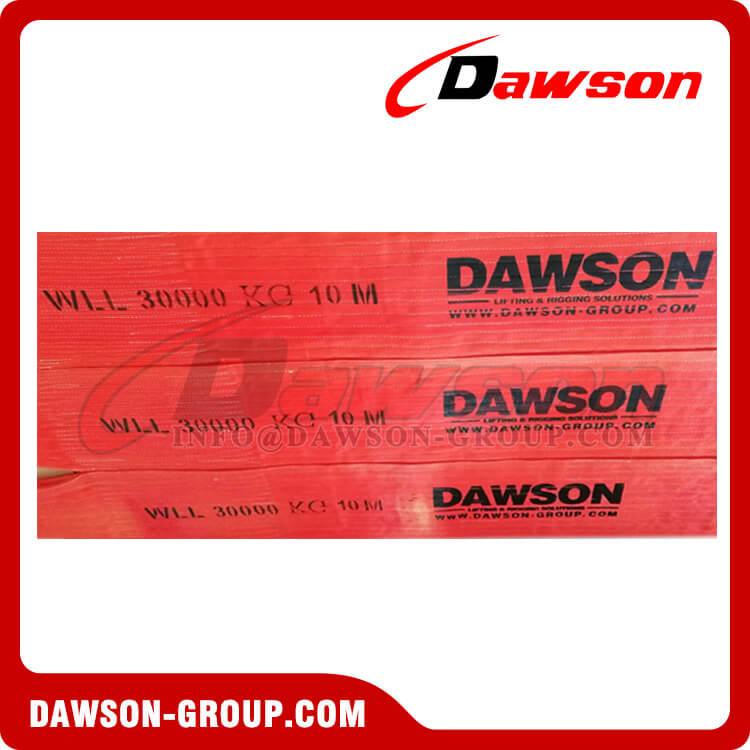 Dawson
WLL 30000 KG 10 M
DAWSON
LIFTING & RIGGING SOLUTIONS
WWW.DAWSON-GROUP.COM
Dawson
WLL 30000 KG 10 M
DAWSON
LIFTING & RIGGING SOLUTIONS
WWW.DAWSON-GROUP.COM
INFO@DAWSON-GROUP.COM
WLL 30000 KG 10 M
DAWSON
LIFTING & RIGGING SOLUTIONS
WWW.DAWSON-GROUP.COM
DAWSON-GROUP.COM